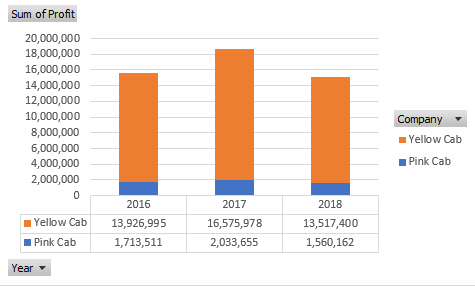 Sum of Profit
20,000,000
18,000,000
16,000,000
14,000,000
12,000,000
10,000,000
8,000,000
6,000,000
4,000,000
2,000,000
0
Company
Yellow Cab
Pink Cab
2016 2017 2018
Yellow Cab 13,926,995 16,575,978 13,517,400
Pink Cab 1,713,511 2,033,655 1,560,162
Year